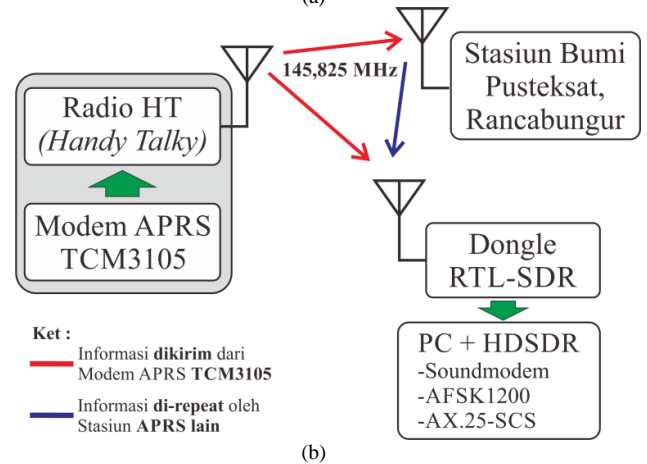 (a)
145,825 MHz
Stasiun Bumi
Pusteksat,
Rancabungur
Radio HT
(Handy Talky)
Modem APRS
TCM3105
Dongle
RTL-SDR
PC + HDSDR
-Soundmodem
-AFSK1200
-AX.25-SCS
Ket :
Informasi dikirim dari
Modem APRS TCM3105
Informasi di-repeat oleh
Stasiun APRS lain
(b)